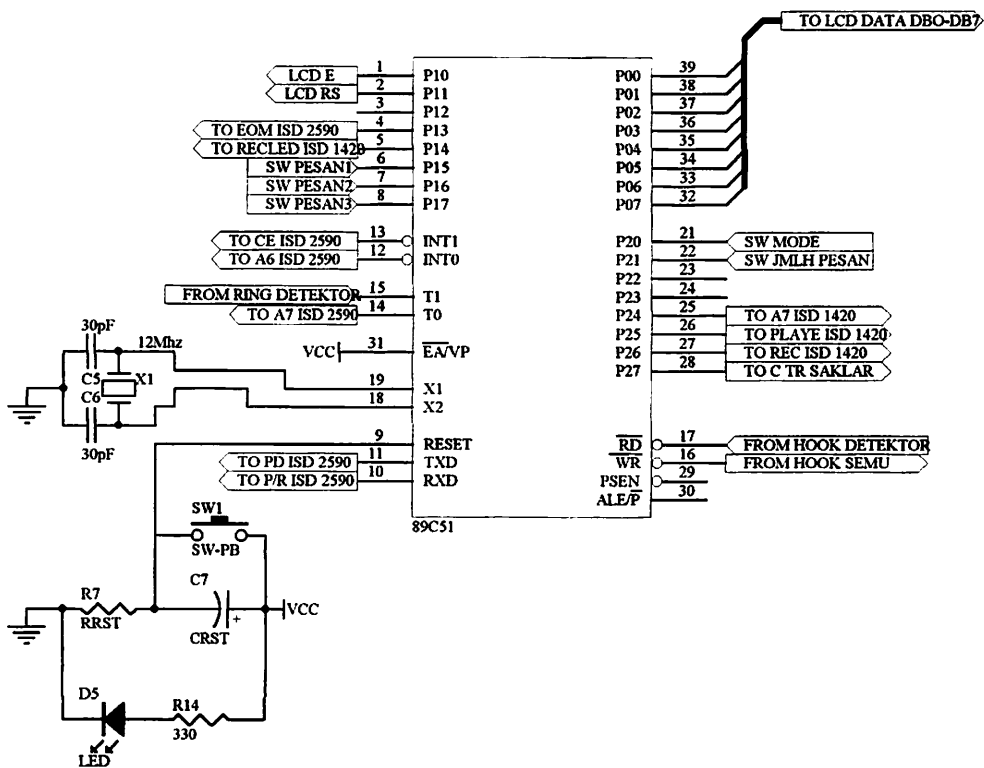 TO LCD DATA DBO-DB7
LCD E 1 P10 P00 39
LCD RS 2 P11 P01 38
3 P12 P02 37
TO EOM ISD 2590 4 P13 P03 36
TO RECLED ISD 1420 5 P14 P04 35
SW PESAN1 6 P15 P05 34
SW PESAN2 7 P16 P06 33
SW PESAN3 8 P17 P07 32
TO CE ISD 2590 13 INT1 P20 21 SW MODE
TO A6 ISD 2590 12 INT0 P21 22 SW JMLH PESAN
P22 23
P23 24
FROM RING DETEKTOR 15 T1
TO A7 ISD 2590 14 T0 P24 25 TO A7 ISD 1420
P25 26 TO PLAYE ISD 1420
VCC 31 EA/VP P26 27 TO REC ISD 1420
P27 28 TO C TR SAKLAR
30pF
12Mhz
C5 X1
C6
30pF
19 X1
18 X2
9 RESET RD 17 FROM HOOK DETEKTOR
TO PD ISD 2590 11 TXD WR 16 FROM HOOK SEMU
TO P/R ISD 2590 10 RXD PSEN 29
ALE/P 30
89C51
SW1
SW-PB
R7 C7
RRST CRST + VCC
D5 R14
330
LED